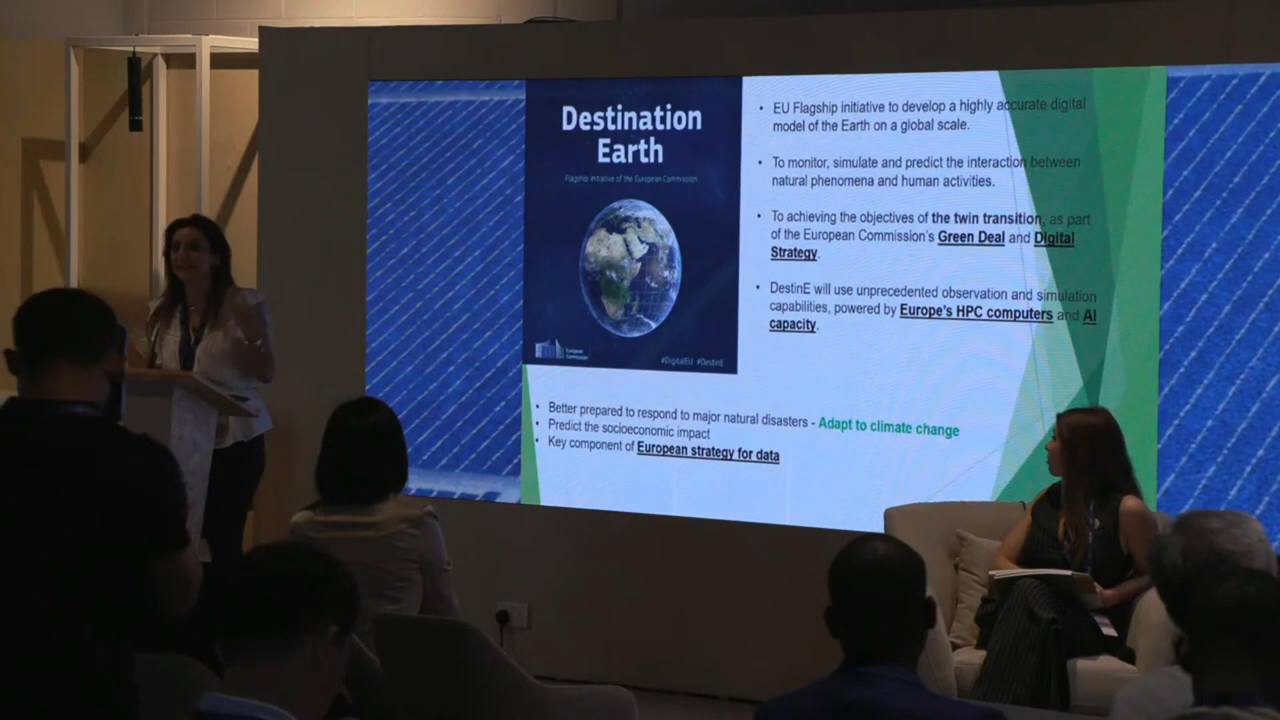 Destination
Earth
Flagship initiative of the European Commission
European
Commission
#DigitalEU #DestinE
• EU Flagship initiative to develop a highly accurate digital
model of the Earth on a global scale.
• To monitor, simulate and predict the interaction between
natural phenomena and human activities.
• To achieving the objectives of the twin transition, as part
of the European Commission's Green Deal and Digital
Strategy.
• DestinE will use unprecedented observation and simulation
capabilities, powered by Europe's HPC computers and AI
capacity.
• Better prepared to respond to major natural disasters - Adapt to climate change
• Predict the socioeconomic impact
• Key component of European strategy for data